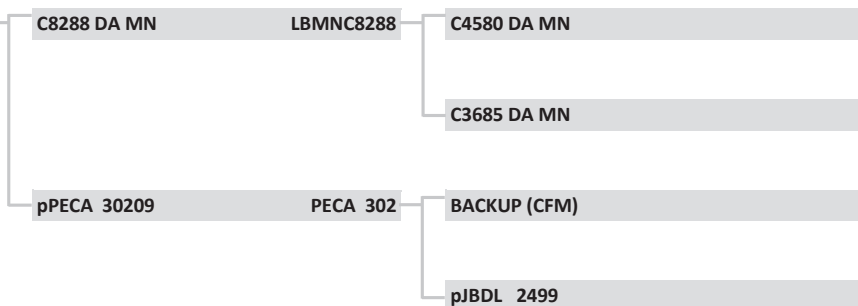 C8288 DA MN LBMNC8288 C4580 DA MN
C3685 DA MN
pPECA 30209 PECA 302 BACKUP (CFM)
pJBDL 2499